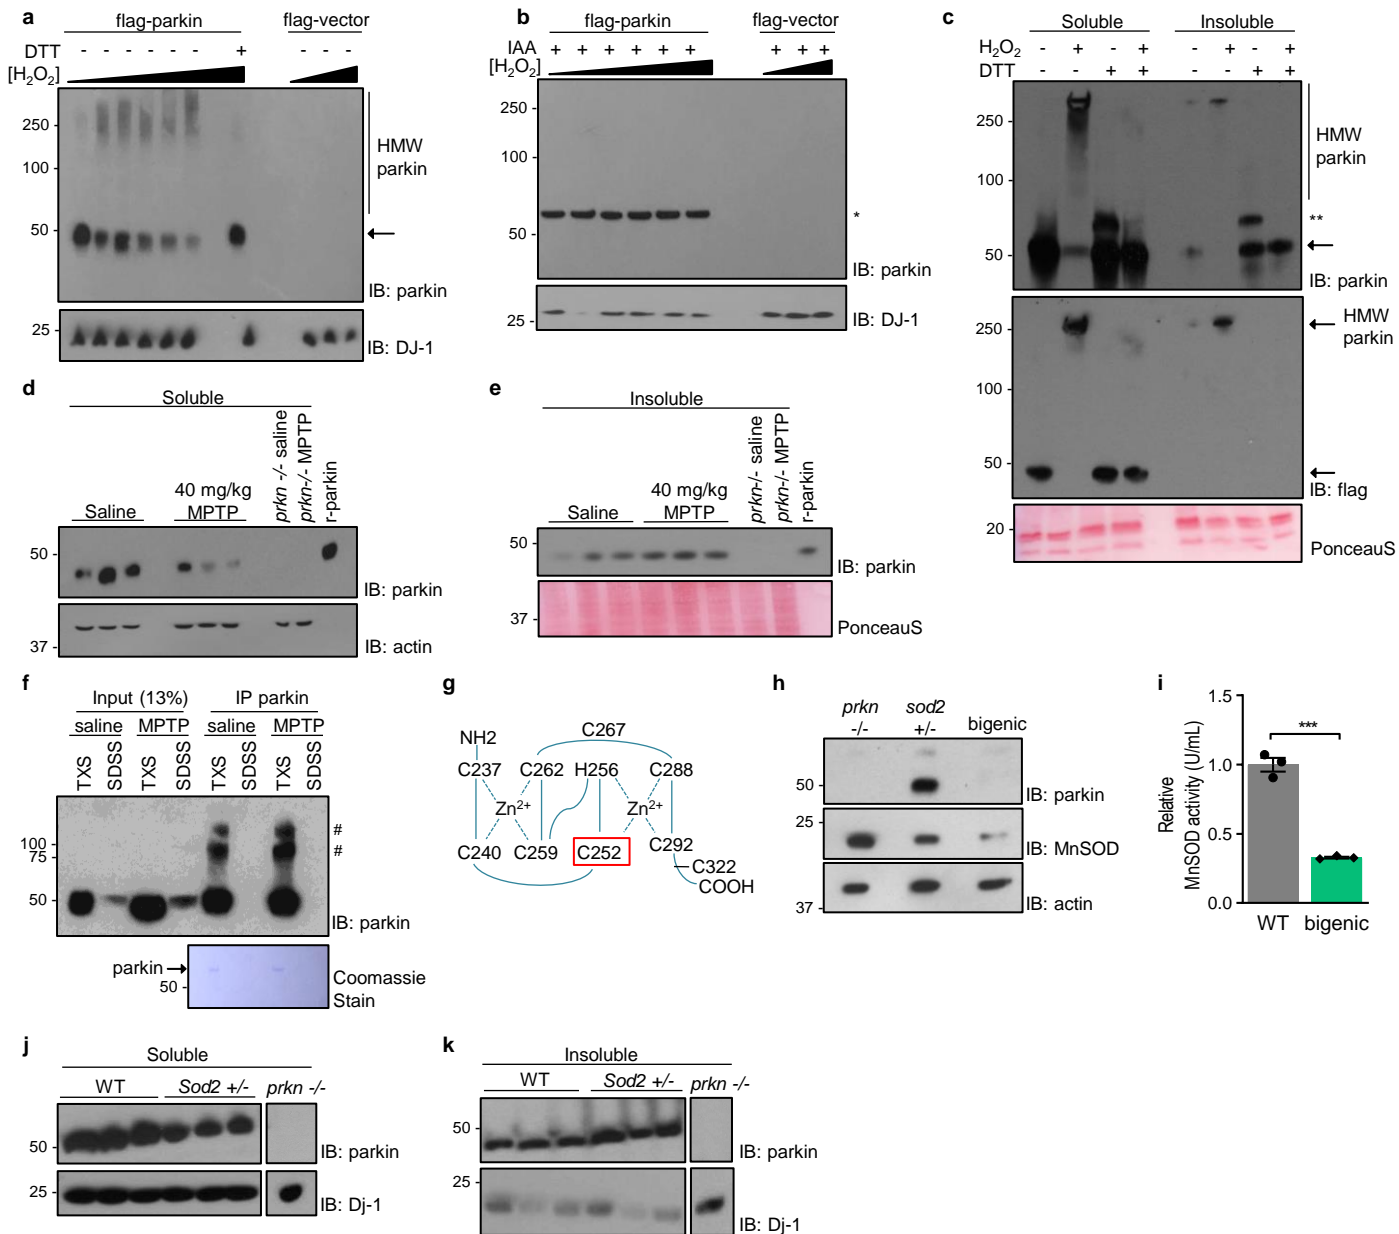 a
flag-parkin
flag-vector
DTT - - - - - - +
[H2O2]
250 -
100 -
50 -
HMW
parkin
IB: parkin
25 -
IB: DJ-1
b
flag-parkin
flag-vector
IAA + + + + + + + + +
[H2O2]
250 -
100 -
50 -
*
IB: parkin
25 -
IB: DJ-1
c
Soluble
Insoluble
H2O2 - + - + - + - +
DTT - - + + - - + +
250 -
100 -
50 -
HMW
parkin
**
IB: parkin
250 -
100 -
50 -
HMW
parkin
IB: flag
20 -
PonceauS
d
Soluble
Saline
40 mg/kg
MPTP
prkn -/- saline
prkn-/- MPTP
r-parkin
50 -
IB: parkin
37 -
IB: actin
e
Insoluble
Saline
40 mg/kg
MPTP
prkn-/- saline
prkn-/- MPTP
r-parkin
50 -
IB: parkin
37 -
PonceauS
f
Input (13%)
IP parkin
saline MPTP saline MPTP
TXS SDSS TXS SDSS TXS SDSS TXS SDSS
100 -
75 -
50 -
#
#
IB: parkin
parkin
50 -
Coomassie
Stain
g
NH2
C267
C237 C262 H256 C288
Zn2+ Zn2+
C240 C259 C252 C292
C322
COOH
h
prkn
-/-
sod2
+/-
bigenic
50 -
IB: parkin
25 -
IB: MnSOD
37 -
IB: actin
i
Relative
MnSOD activity (U/mL)
1.5
1.0
0.5
0.0
***
WT bigenic
j
Soluble
WT Sod2 +/- prkn -/-
50 -
IB: parkin
25 -
IB: Dj-1
k
Insoluble
WT Sod2 +/- prkn -/-
50 -
IB: parkin
25 -
IB: Dj-1